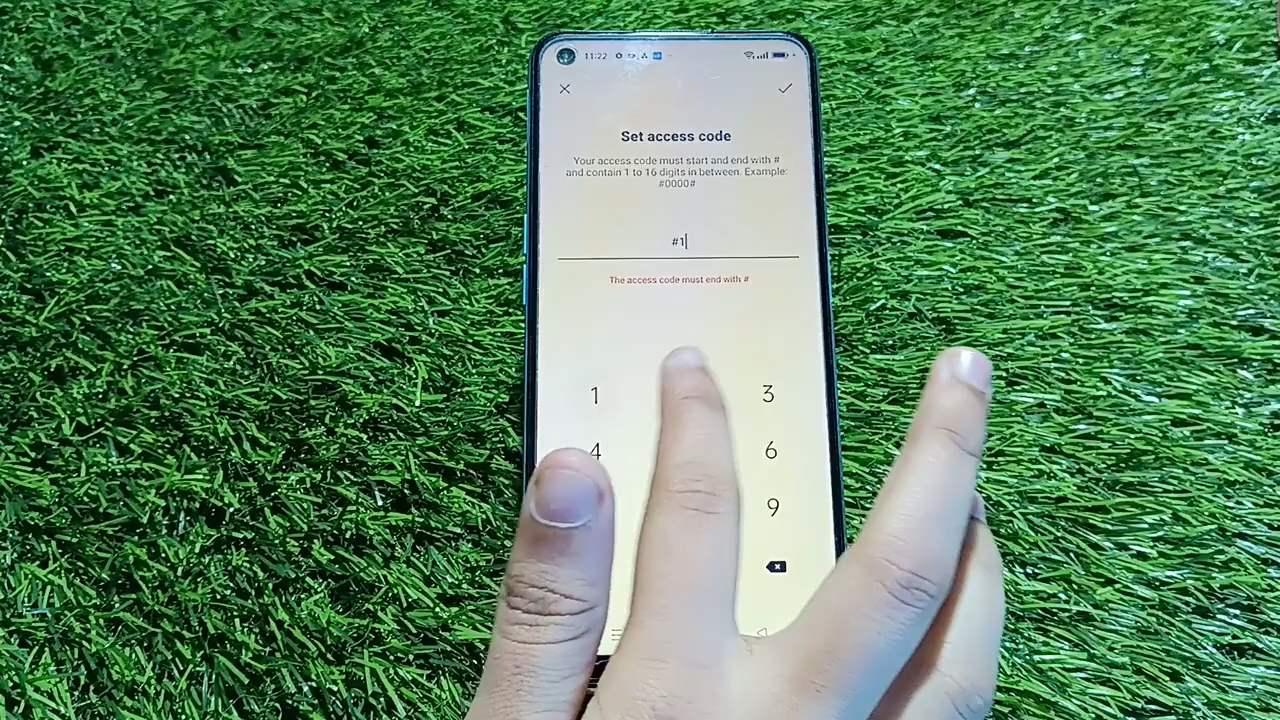 11:22
Set access code
Your access code must start and end with #
and contain 1 to 16 digits in between. Example:
#0000#
#1
The access code must end with #
1 3
4 6
9